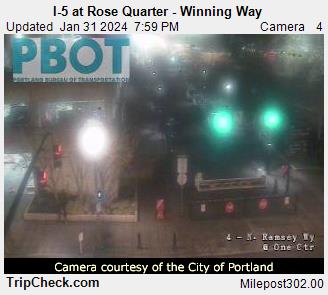 I-5 at Rose Quarter - Winning Way
Updated Jan 31 2024 7:59 PM Camera 4
PBOT
PORTLAND BUREAU OF TRANSPORTATION
4 - N. Ramsey Wy
@ One Ctr
Camera courtesy of the City of Portland
TripCheck.com Milepost302.00